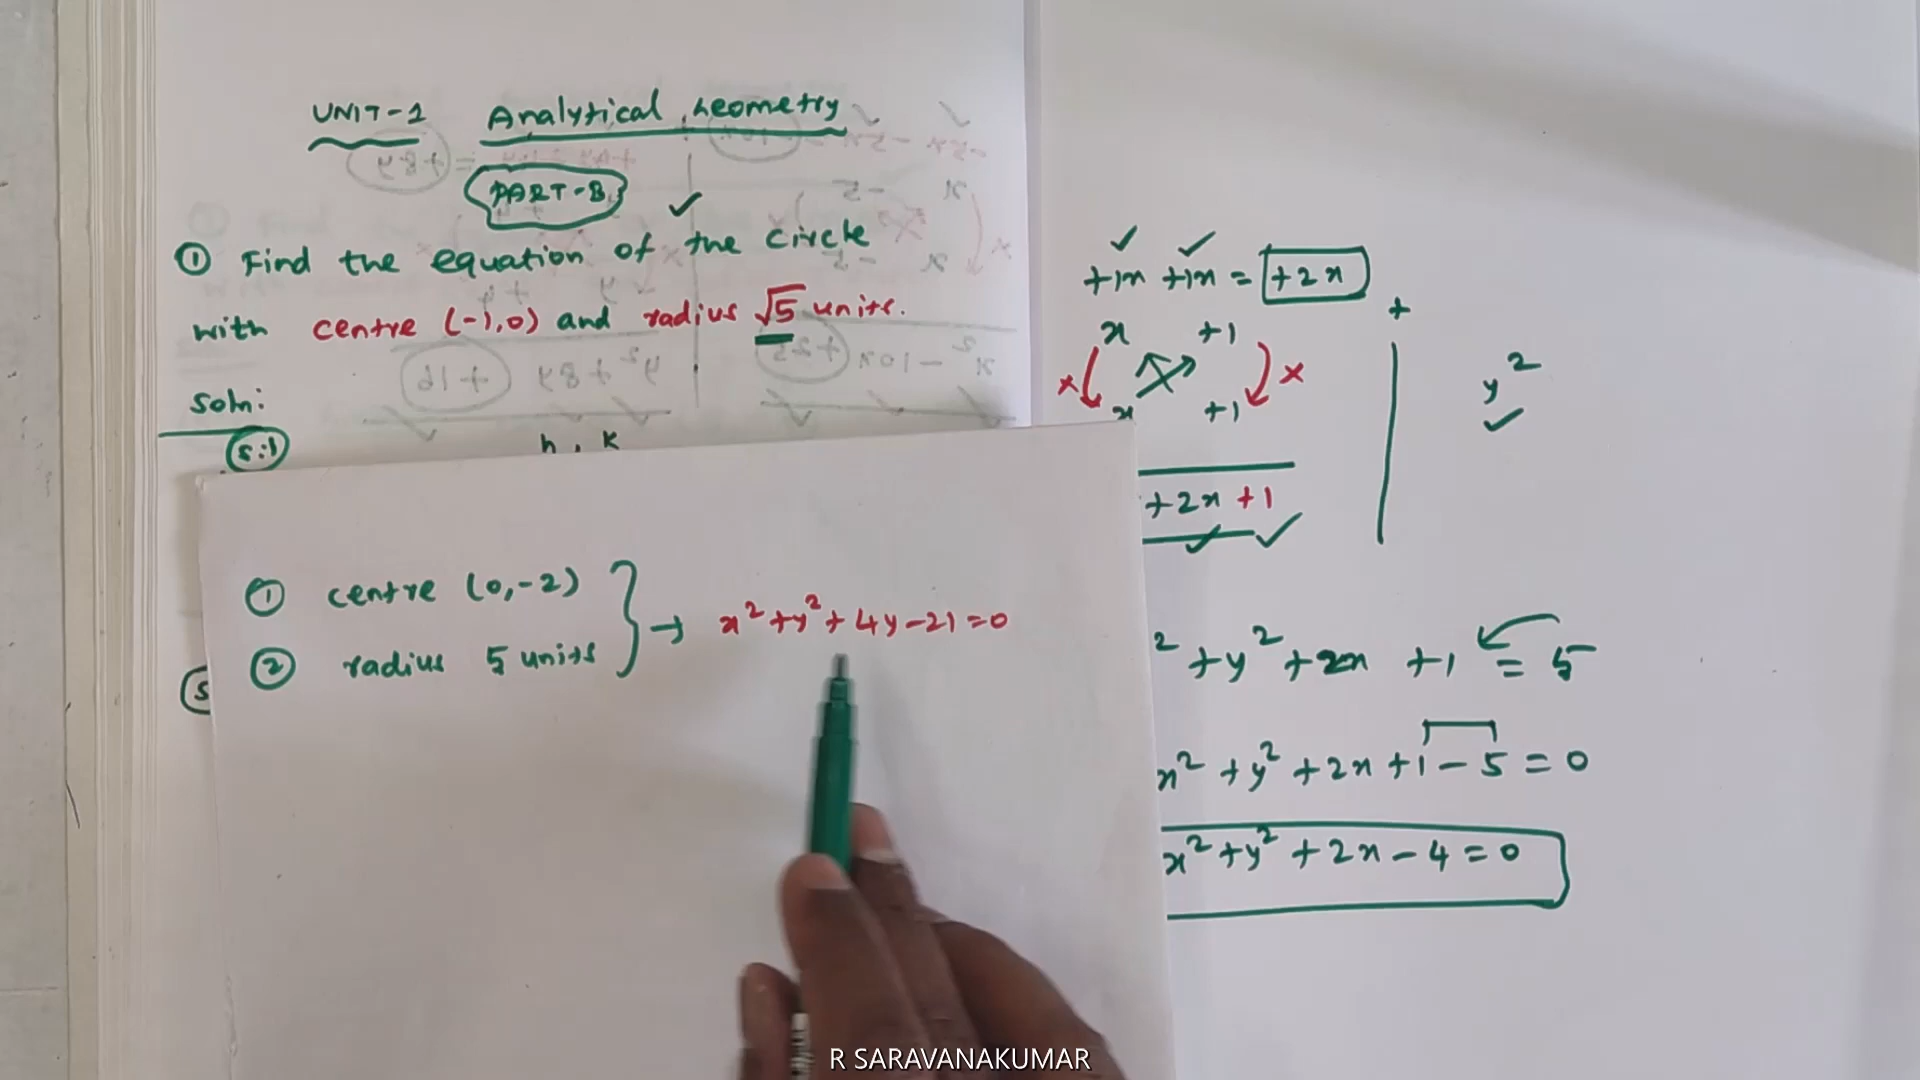 UNIT-1 Analytical Geometry
PART-B
① Find the equation of the circle
with centre (-1,0) and radius √5 units.
Soln:
S:1
h, k
① centre (0,-2)
② radius 5 units
→ x²+y²+4y-21=0
+1x +1x = +2x
x +1
x +1
+2x +1
+
y²
² +y² +2x +1 = 5
x² +y² +2x +1 - 5 = 0
x² +y² +2x - 4 = 0
R SARAVANAKUMAR